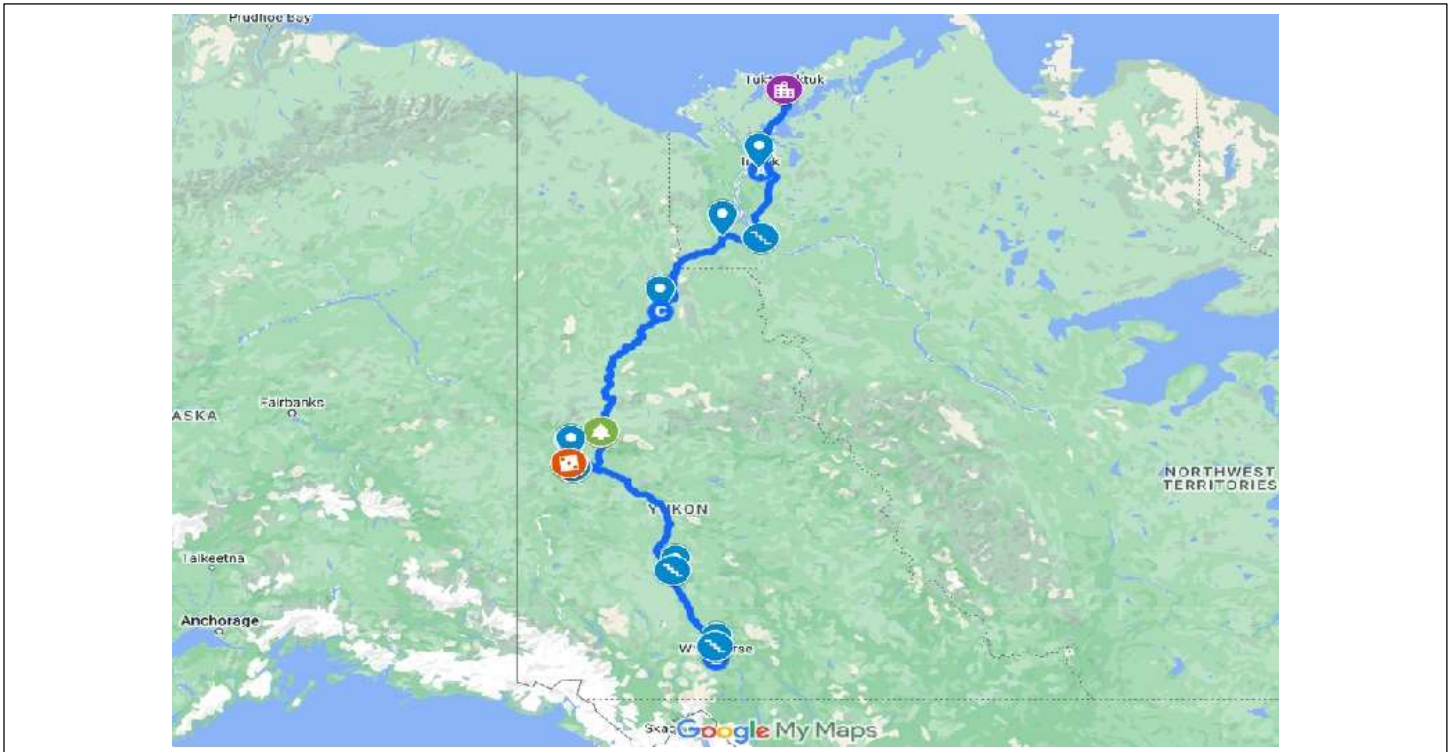 Prudhoe Bay
Fairbanks
ASKA
NORTHWEST
TERRITORIES
YUKON
Talkeetna
Anchorage
C
Google My Maps